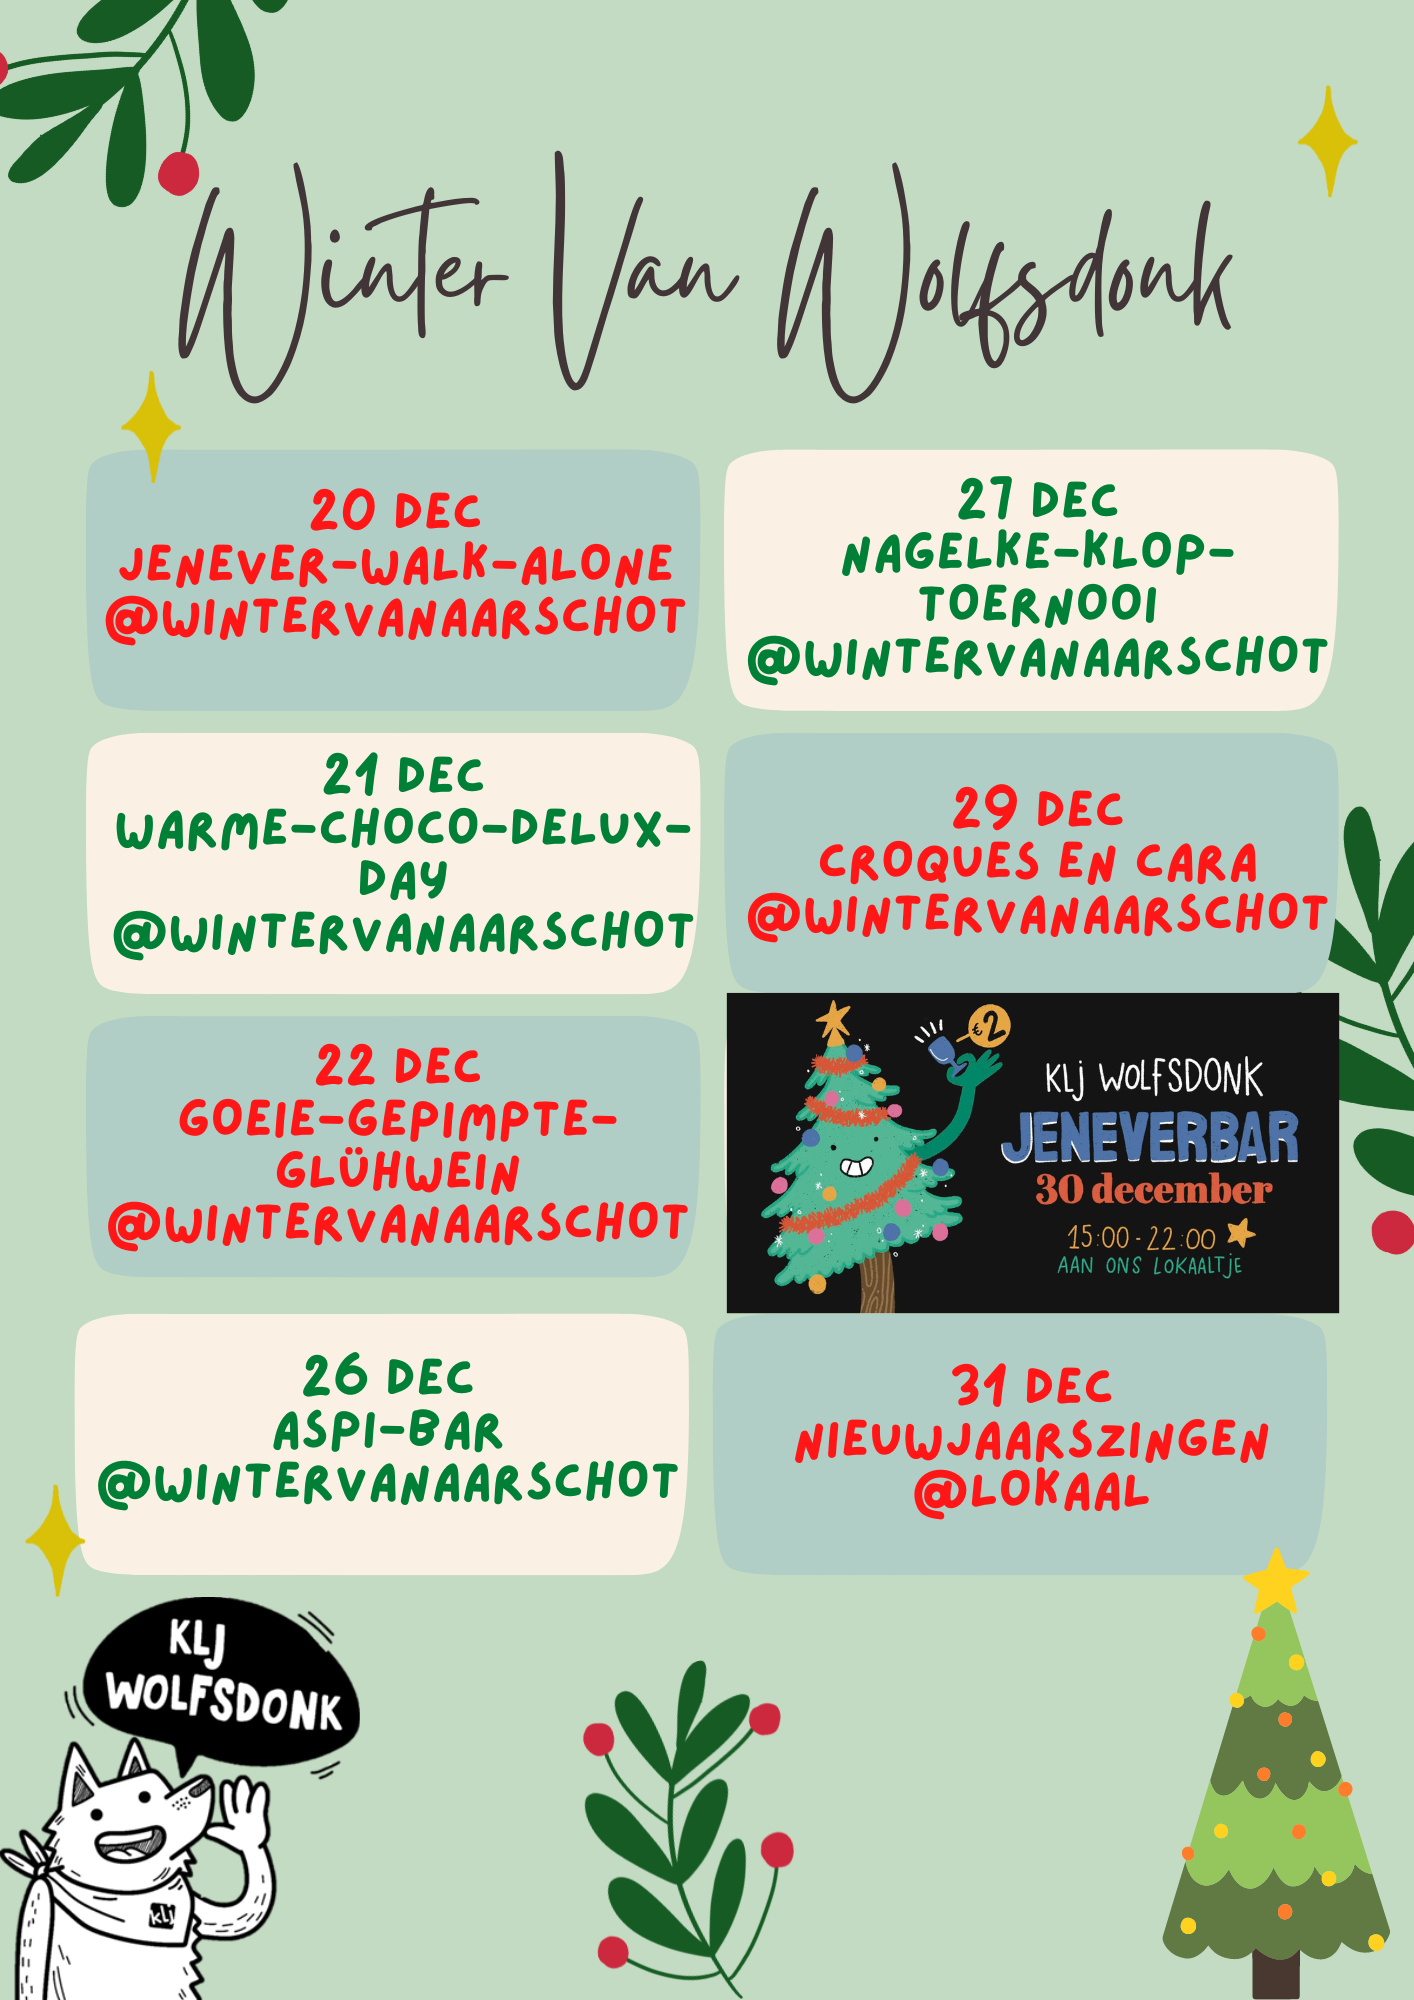 Winter Van Wolfsdonk
20 DEC
JENEVER-WALK-ALONE
@WINTERVANAARSCHOT
21 DEC
WARME-CHOCO-DELUX-
DAY
@WINTERVANAARSCHOT
22 DEC
GOEIE-GEPIMPTE-
GLÜHWEIN
@WINTERVANAARSCHOT
26 DEC
ASPI-BAR
@WINTERVANAARSCHOT
27 DEC
NAGELKE-KLOP-
TOERNOOI
@WINTERVANAARSCHOT
29 DEC
CROQUES EN CARA
@WINTERVANAARSCHOT
€2
KLj WOLFSDONK
JENEVERBAR
30 december
15:00 - 22:00
AAN ONS LOKAALTjE
31 DEC
NIEUWJAARSZINGEN
@LOKAAL
KLJ
WOLFSDONK
klj